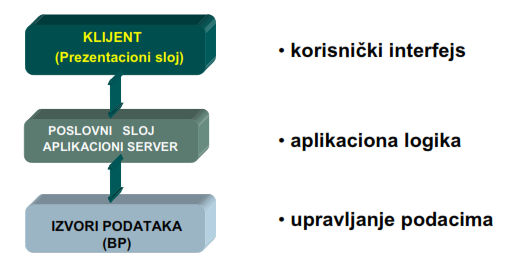 KLIJENT
(Prezentacioni sloj)
• korisnički interfejs
POSLOVNI SLOJ
APLIKACIONI SERVER
• aplikaciona logika
IZVORI PODATAKA
(BP)
• upravljanje podacima